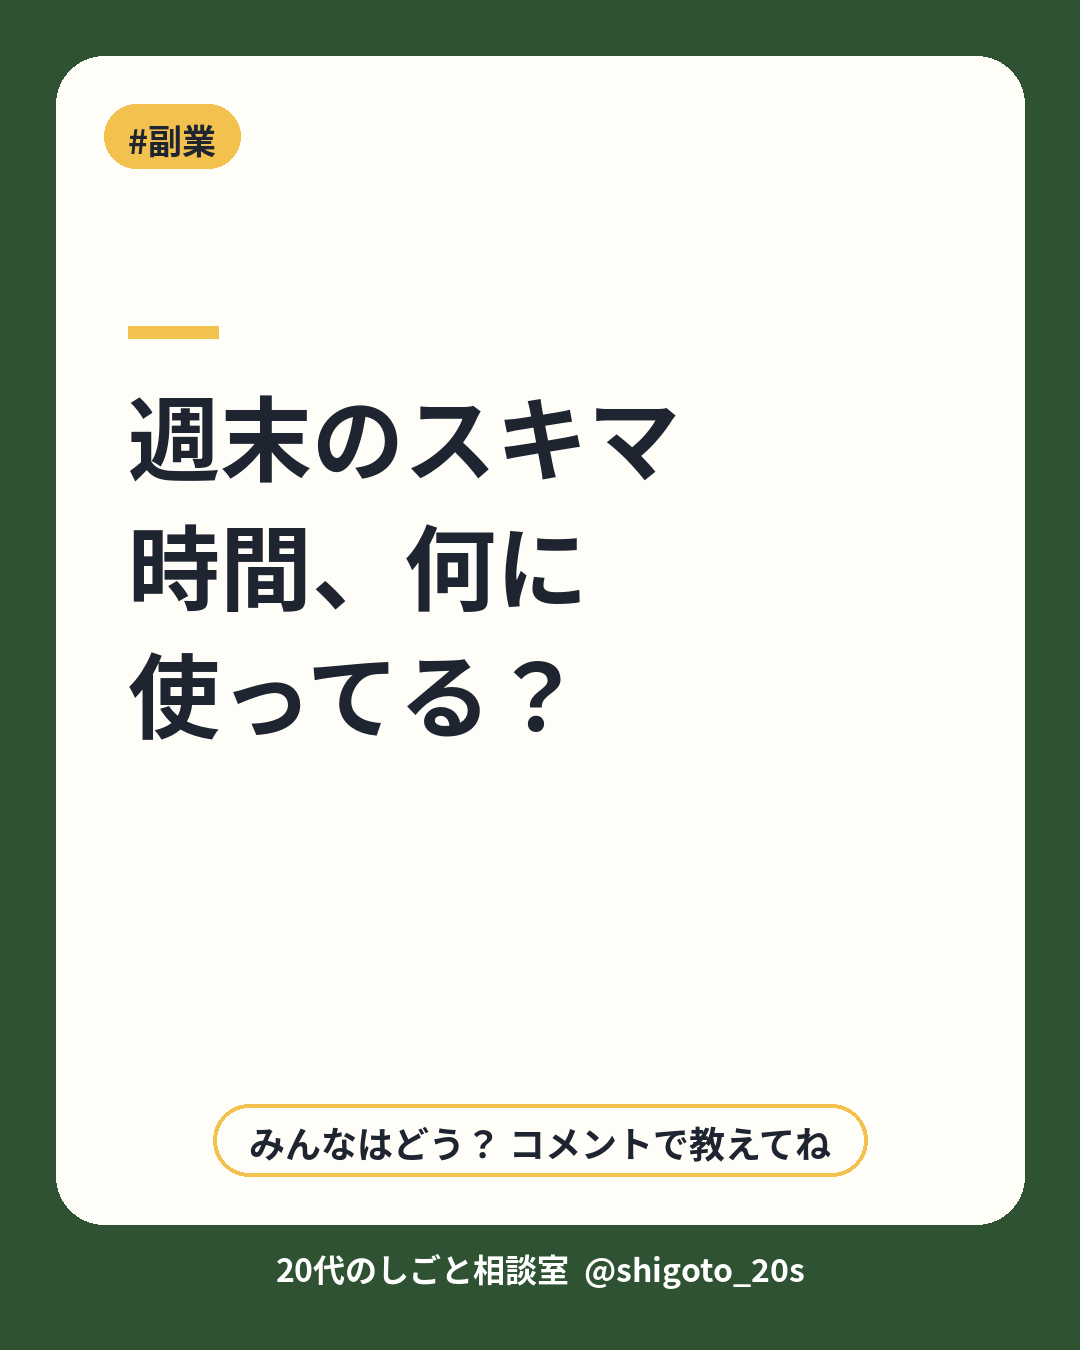 #副業
週末のスキマ
時間、何に
使ってる？
みんなはどう？ コメントで教えてね
20代のしごと相談室 @shigoto_20s